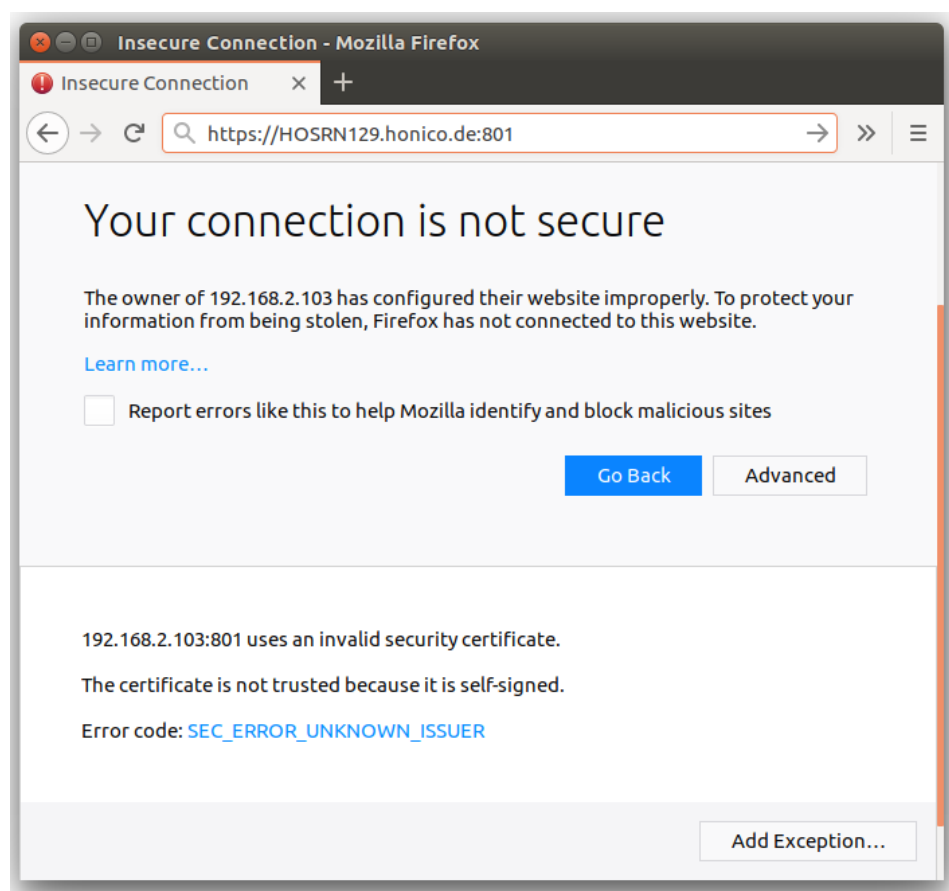 Insecure Connection - Mozilla Firefox
Insecure Connection
https://HOSRN129.honico.de:801
Your connection is not secure
The owner of 192.168.2.103 has configured their website improperly. To protect your
information from being stolen, Firefox has not connected to this website.
Learn more…
Report errors like this to help Mozilla identify and block malicious sites
Go Back Advanced
192.168.2.103:801 uses an invalid security certificate.
The certificate is not trusted because it is self-signed.
Error code: SEC_ERROR_UNKNOWN_ISSUER
Add Exception…